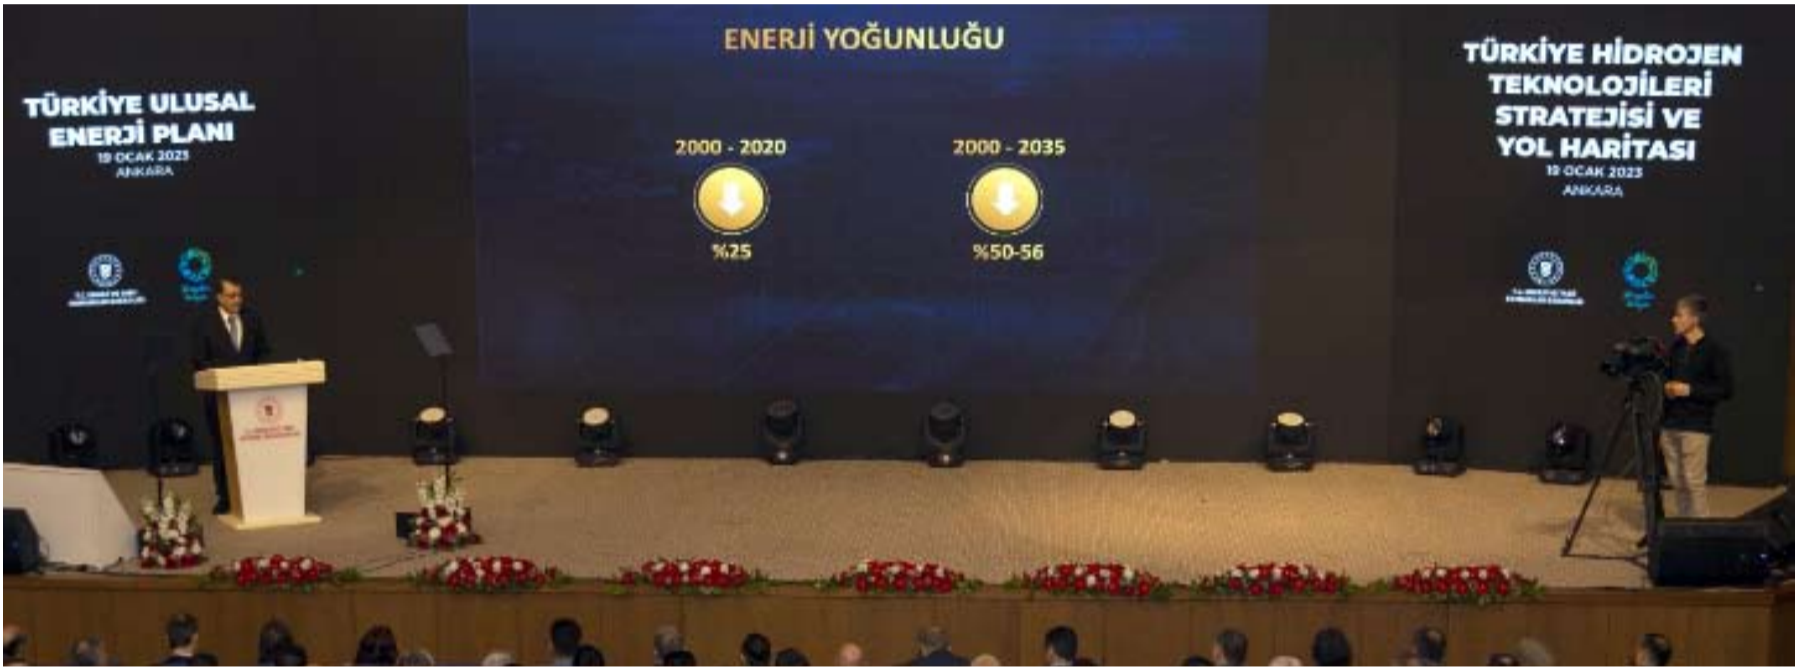 TÜRKİYE ULUSAL
ENERJİ PLANI
19 OCAK 2023
ANKARA
ENERJİ YOĞUNLUĞU
2000 - 2020
%25
2000 - 2035
%50-56
TÜRKİYE HİDROJEN
TEKNOLOJİLERİ
STRATEJİSİ VE
YOL HARİTASI
19 OCAK 2023
ANKARA